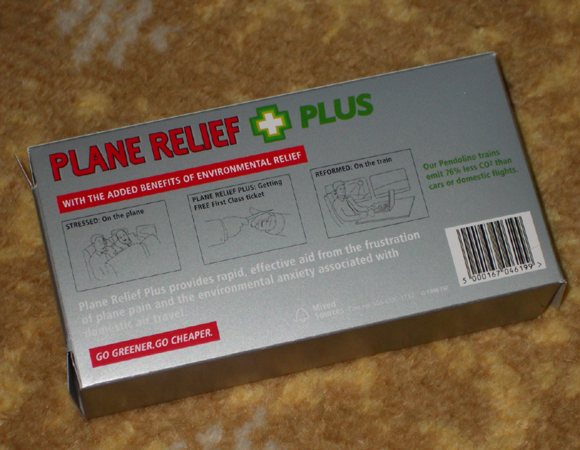 PLANE RELIEF PLUS
WITH THE ADDED BENEFITS OF ENVIRONMENTAL RELIEF
STRESSED: On the plane
PLANE RELIEF PLUS: Getting
FREE First Class ticket
REFORMED: On the train
Our Pendolino trains
emit 76% less CO² than
cars or domestic flights.
Plane Relief Plus provides rapid, effective aid from the frustration
of plane pain and the environmental anxiety associated with
domestic air travel.
GO GREENER. GO CHEAPER.
Mixed
Sources
5 000167 046199 >